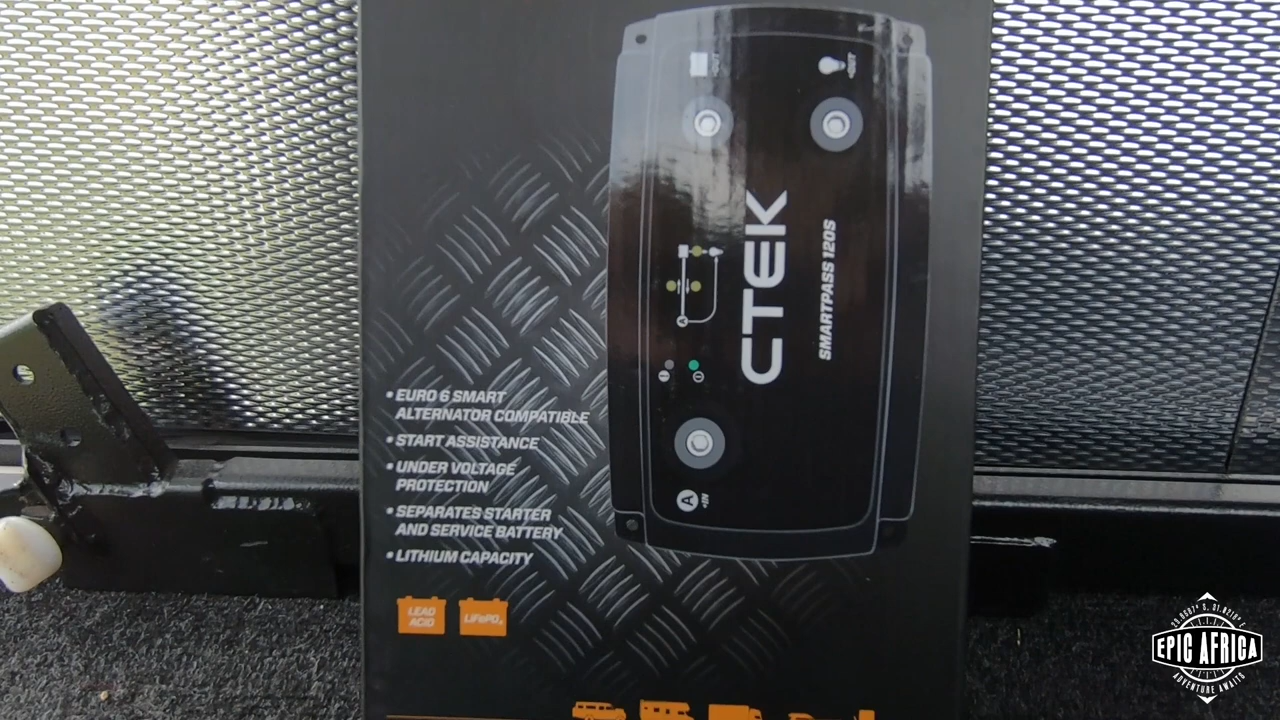 CTEK
SMARTPASS 120S
A
+IN
• EURO 6 SMART
ALTERNATOR COMPATIBLE
• START ASSISTANCE
• UNDER VOLTAGE
PROTECTION
• SEPARATES STARTER
AND SERVICE BATTERY
• LITHIUM CAPACITY
LEAD
ACID
LiFePO4
EPIC AFRICA
ADVENTURE AWAITS